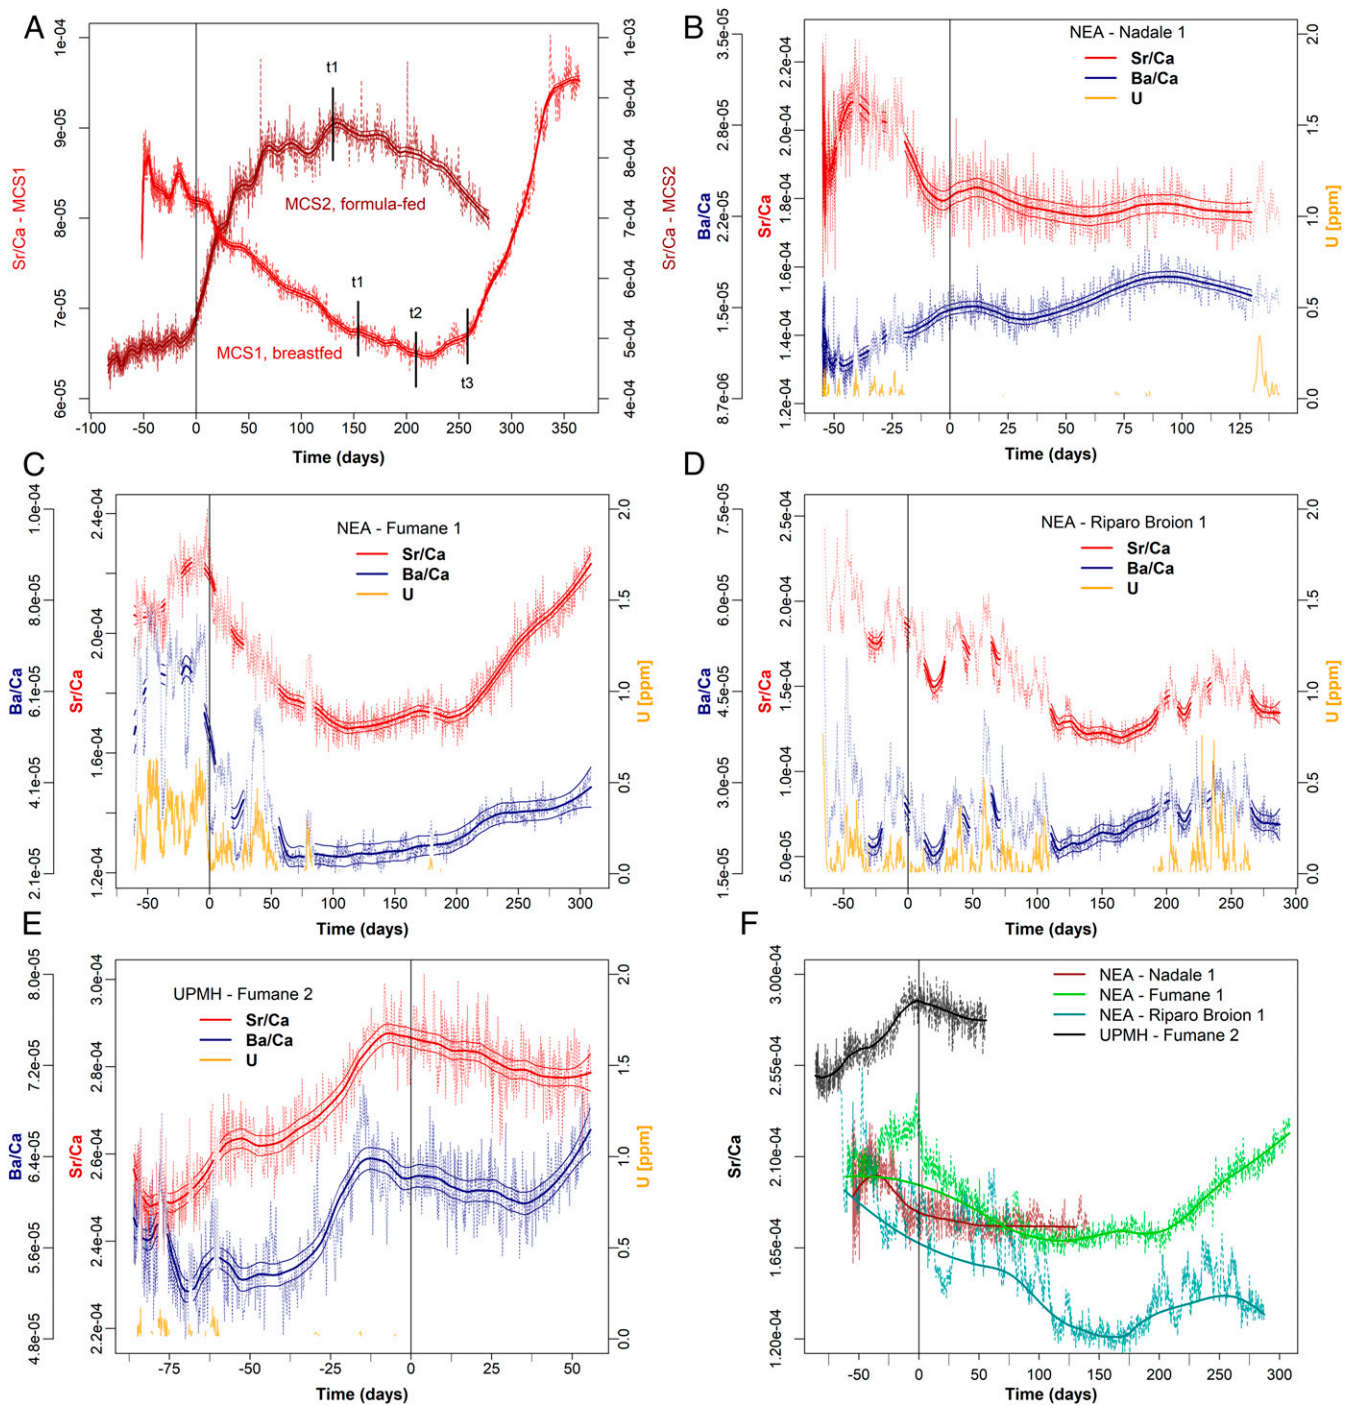 A
Sr/Ca - MCS1
6e-05 7e-05 8e-05 9e-05 1e-04
t1
MCS2, formula-fed
t1
t2
t3
MCS1, breastfed
4e-04 5e-04 6e-04 7e-04 8e-04 9e-04 1e-03
Sr/Ca - MCS2
-100 -50 0 50 100 150 200 250 300 350
Time (days)
B
Ba/Ca
8.7e-06 1.5e-05 2.2e-05 2.8e-05 3.5e-05
Sr/Ca
1.2e-04 1.4e-04 1.6e-04 1.8e-04 2.0e-04 2.2e-04
NEA - Nadale 1
Sr/Ca
Ba/Ca
U
0.0 0.5 1.0 1.5 2.0
U [ppm]
-50 -25 0 25 50 75 100 125
Time (days)
C
Ba/Ca
2.1e-05 4.1e-05 6.1e-05 8.0e-05 1.0e-04
Sr/Ca
1.2e-04 1.6e-04 2.0e-04 2.4e-04
NEA - Fumane 1
Sr/Ca
Ba/Ca
U
0.0 0.5 1.0 1.5 2.0
U [ppm]
-50 0 50 100 150 200 250 300
Time (days)
D
Ba/Ca
1.5e-05 3.0e-05 4.5e-05 6.0e-05 7.5e-05
Sr/Ca
5.0e-05 1.0e-04 1.5e-04 2.0e-04 2.5e-04
NEA - Riparo Broion 1
Sr/Ca
Ba/Ca
U
0.0 0.5 1.0 1.5 2.0
U [ppm]
-50 0 50 100 150 200 250 300
Time (days)
E
Ba/Ca
4.8e-05 5.6e-05 6.4e-05 7.2e-05 8.0e-05
Sr/Ca
2.2e-04 2.4e-04 2.6e-04 2.8e-04 3.0e-04
UPMH - Fumane 2
Sr/Ca
Ba/Ca
U
0.0 0.5 1.0 1.5 2.0
U [ppm]
-75 -50 -25 0 25 50
Time (days)
F
Sr/Ca
1.20e-04 1.65e-04 2.10e-04 2.55e-04 3.00e-04
NEA - Nadale 1
NEA - Fumane 1
NEA - Riparo Broion 1
UPMH - Fumane 2
-50 0 50 100 150 200 250 300
Time (days)